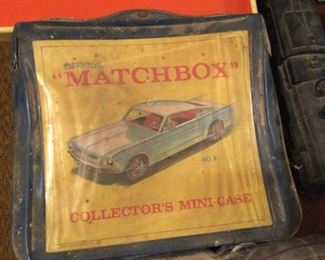 OFFICIAL
"MATCHBOX"
NO. 8
COLLECTOR'S MINI-CASE